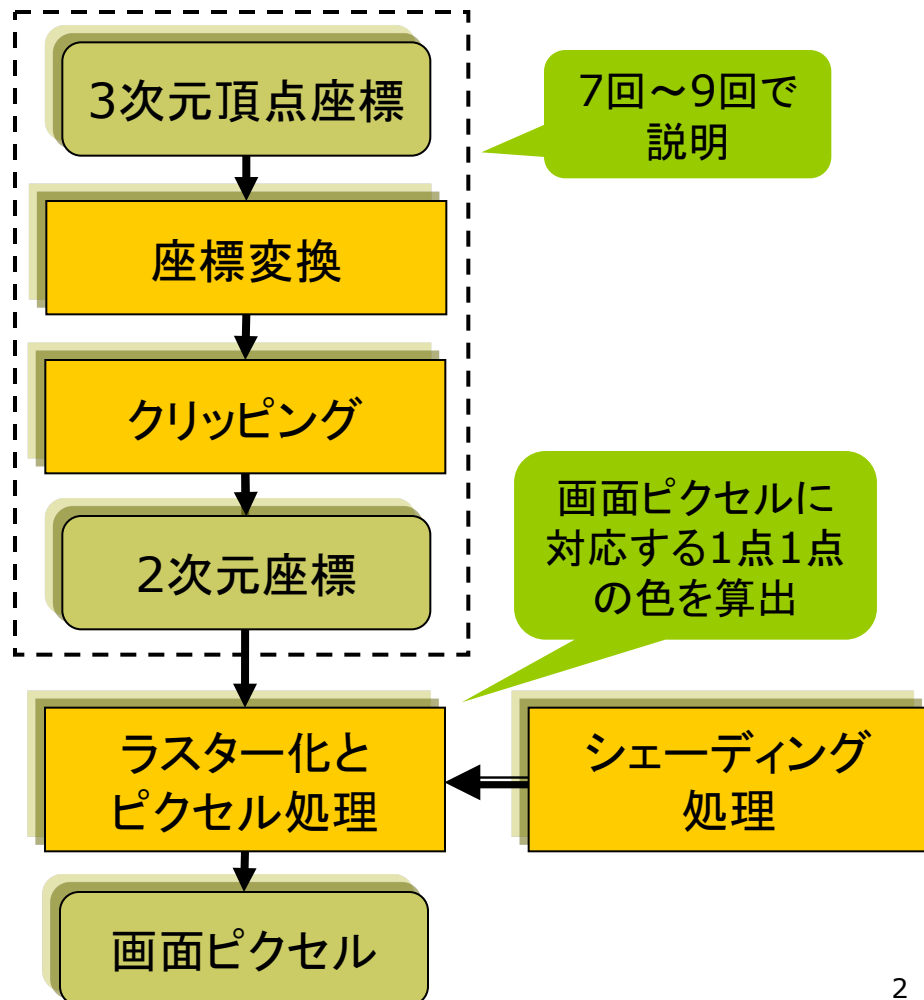 3次元頂点座標
7回～9回で
説明
座標変換
クリッピング
2次元座標
画面ピクセルに
対応する1点1点
の色を算出
ラスター化と
ピクセル処理
シェーディング
処理
画面ピクセル
2